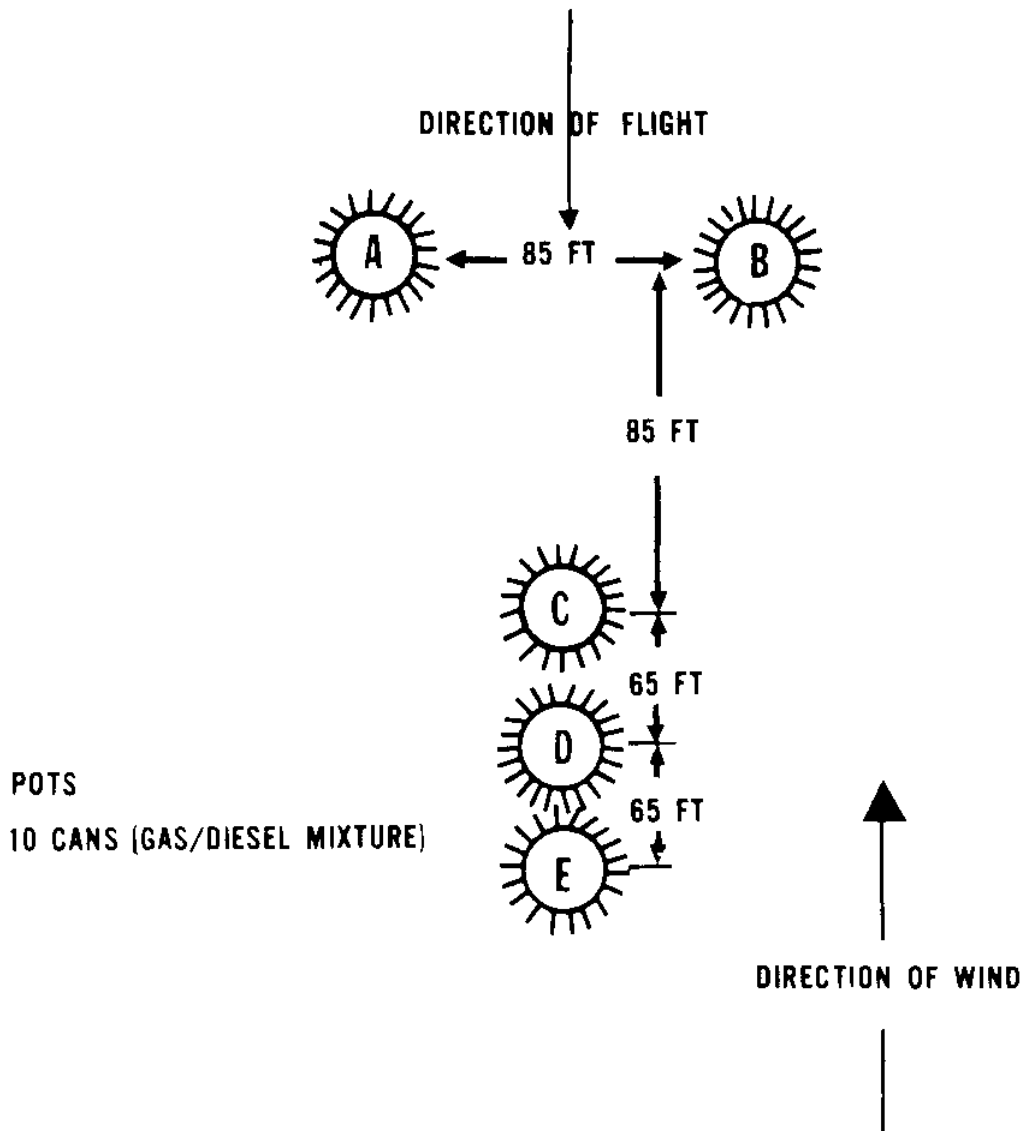 DIRECTION OF FLIGHT
A
85 FT
B
85 FT
C
65 FT
D
POTS
65 FT
10 CANS (GAS/DIESEL MIXTURE)
E
DIRECTION OF WIND